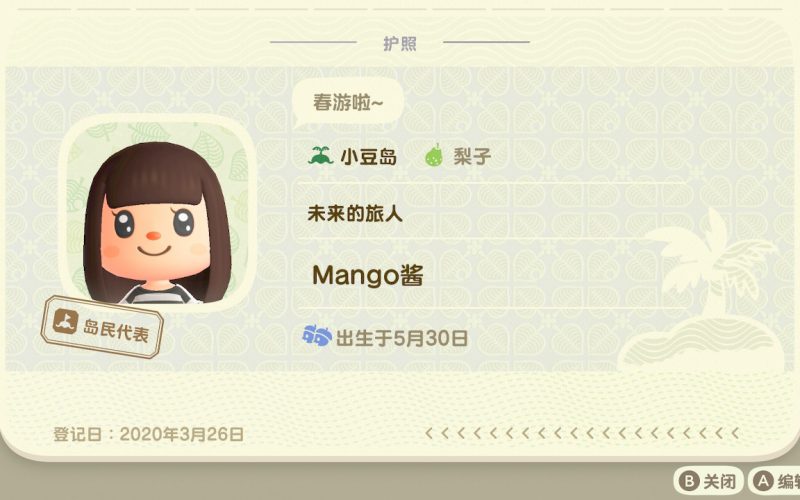 护照
春游啦~
小豆岛 梨子
未来的旅人
Mango酱
岛民代表
出生于5月30日
登记日：2020年3月26日
B 关闭 A 编辑